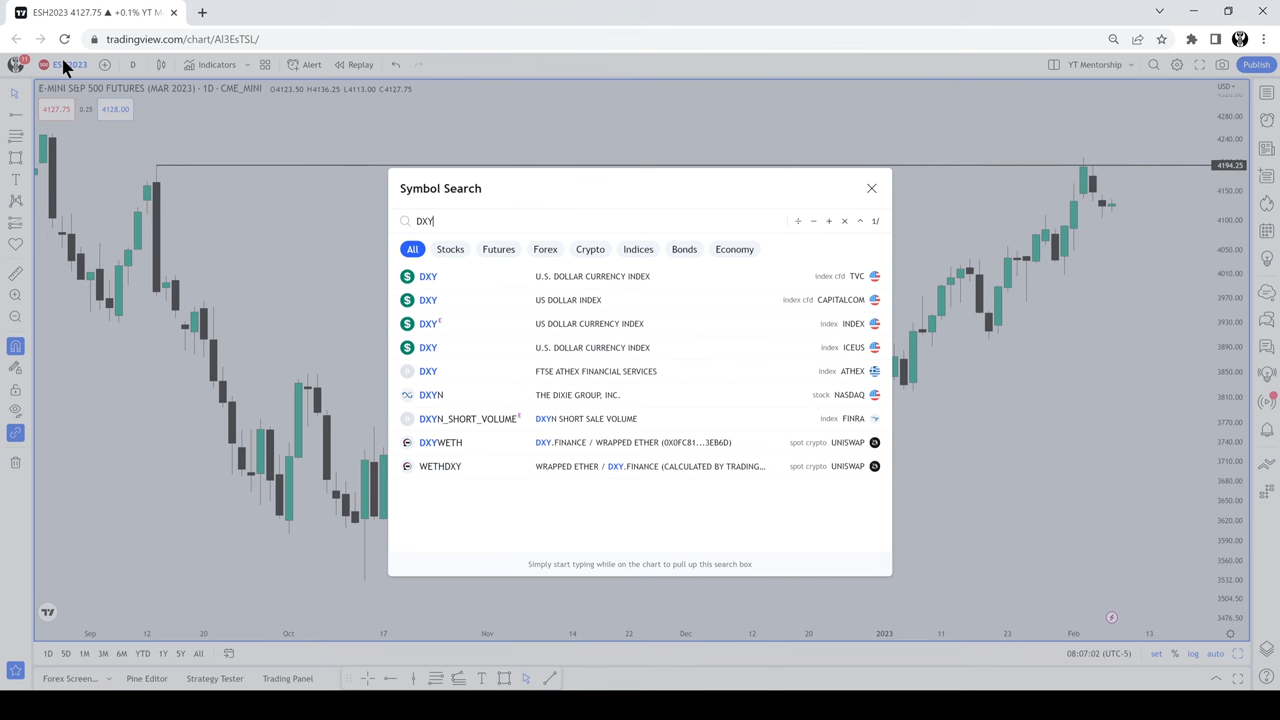 ESH2023 4127.75 ▲ +0.1% YT M
tradingview.com/chart/Al3EsTSL/
11 ESH2023 D Indicators Alert Replay YT Mentorship Publish
E-MINI S&P 500 FUTURES (MAR 2023) · 1D · CME_MINI O4123.50 H4136.25 L4113.00 C4127.75 USD
4127.75 0.25 4128.00
4280.00
4240.00
4194.25
4150.00
4100.00
4050.00
4010.00
3970.00
3930.00
3890.00
3850.00
3810.00
3770.00
3740.00
3710.00
3680.00
3650.00
3620.00
3590.00
3560.00
3532.00
3504.50
3476.50
Symbol Search
DXY 1/
All Stocks Futures Forex Crypto Indices Bonds Economy
DXY U.S. DOLLAR CURRENCY INDEX index cfd TVC
DXY US DOLLAR INDEX index cfd CAPITALCOM
DXY E US DOLLAR CURRENCY INDEX index INDEX
DXY U.S. DOLLAR CURRENCY INDEX index ICEUS
D DXY FTSE ATHEX FINANCIAL SERVICES index ATHEX
DXYN THE DIXIE GROUP, INC. stock NASDAQ
D DXYN_SHORT_VOLUME E DXYN SHORT SALE VOLUME index FINRA
DXYWETH DXY.FINANCE / WRAPPED ETHER (0X0FC81...3EB6D) spot crypto UNISWAP
WETHDXY WRAPPED ETHER / DXY.FINANCE (CALCULATED BY TRADING... spot crypto UNISWAP
Simply start typing while on the chart to pull up this search box
Sep 12 20 Oct 17 Nov 14 22 Dec 12 20 2023 11 23 Feb 13
1D 5D 1M 3M 6M YTD 1Y 5Y All 08:07:02 (UTC-5) set % log auto
Forex Screen... Pine Editor Strategy Tester Trading Panel